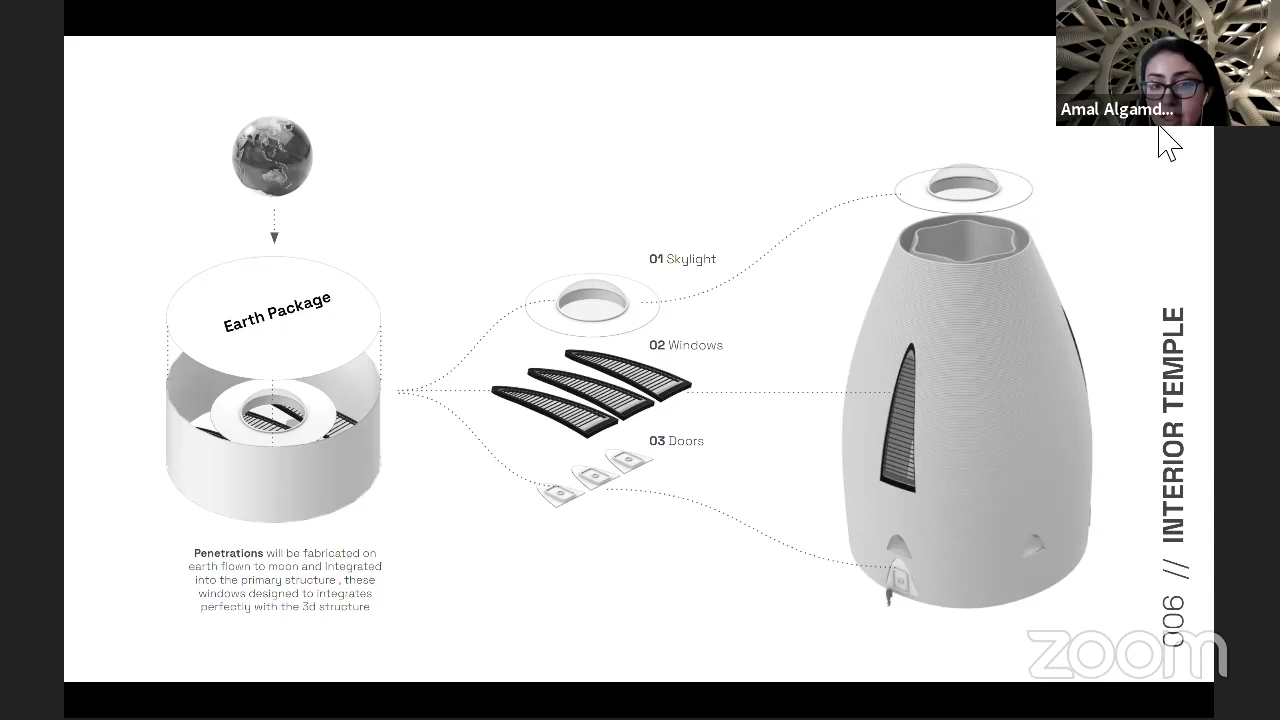 Amal Algamd...
Earth Package
01 Skylight
02 Windows
03 Doors
Penetrations will be fabricated on
earth flown to moon and integrated
into the primary structure , these
windows designed to integrates
perfectly with the 3d structure
006 // INTERIOR TEMPLE
zoom